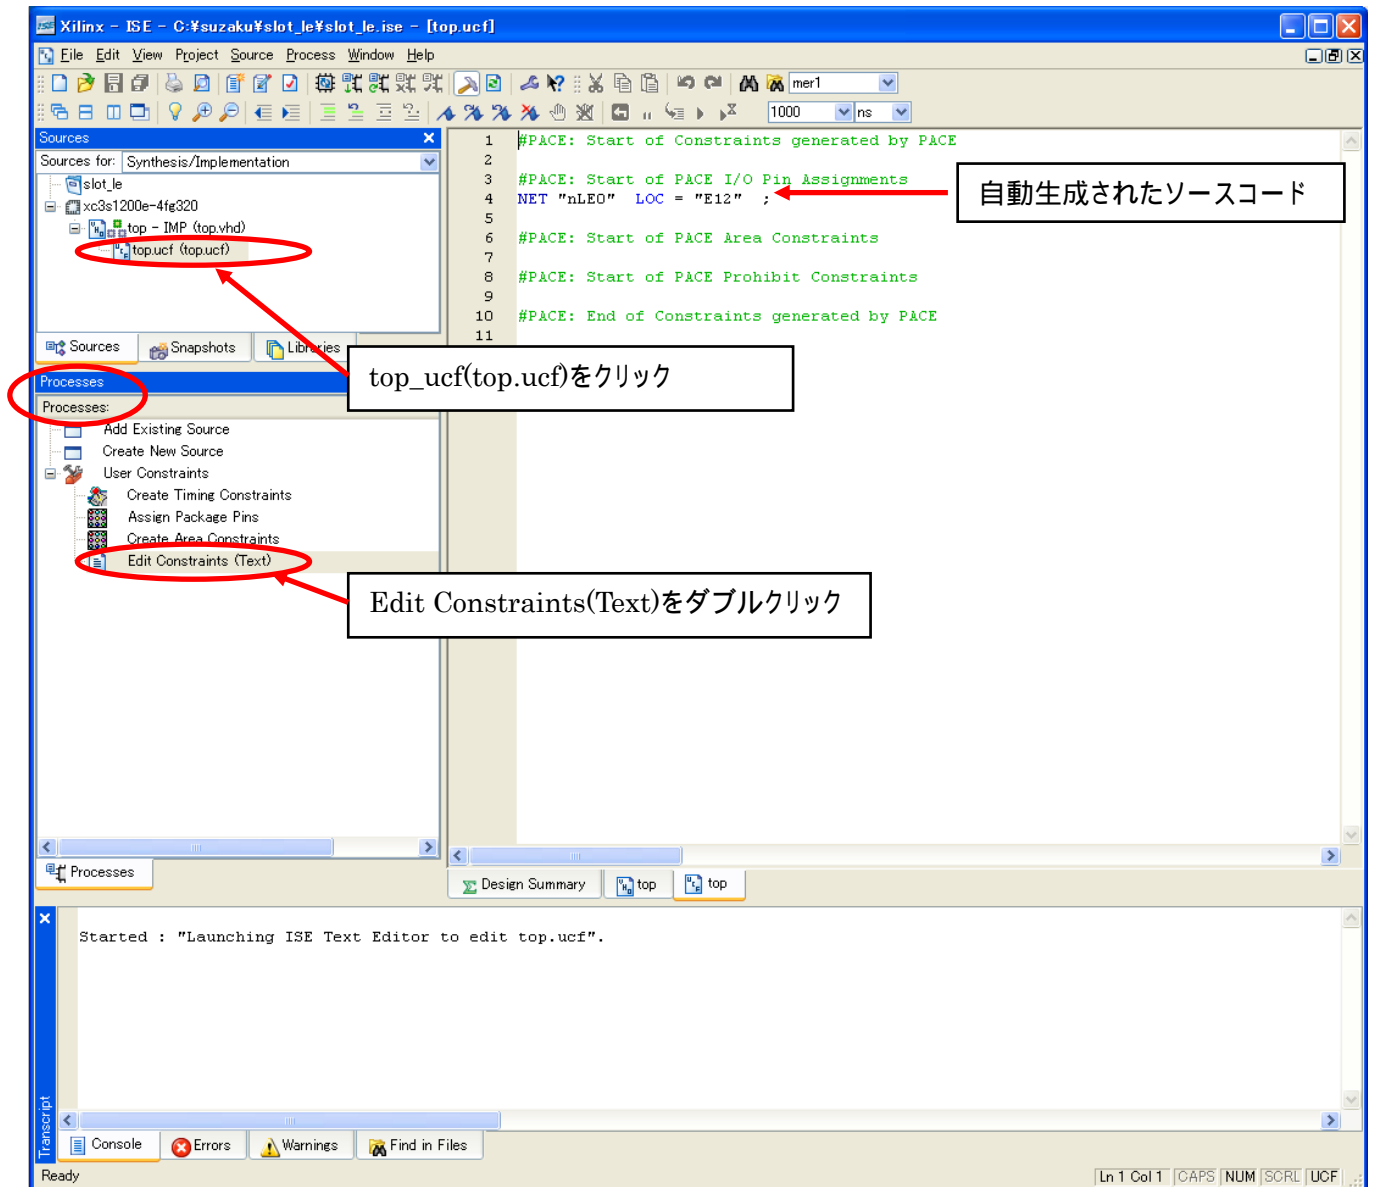 Xilinx - ISE - C:¥suzaku¥slot_le¥slot_le.ise - [top.ucf]
File Edit View Project Source Process Window Help
mer1
1000 ns
Sources
Sources for: Synthesis/Implementation
slot_le
xc3s1200e-4fg320
top - IMP (top.vhd)
top.ucf (top.ucf)
Sources Snapshots Libraries
Processes
Processes:
Add Existing Source
Create New Source
User Constraints
Create Timing Constraints
Assign Package Pins
Create Area Constraints
Edit Constraints (Text)
Processes
1 #PACE: Start of Constraints generated by PACE
2
3 #PACE: Start of PACE I/O Pin Assignments
4 NET "nLE0" LOC = "E12" ;
5
6 #PACE: Start of PACE Area Constraints
7
8 #PACE: Start of PACE Prohibit Constraints
9
10 #PACE: End of Constraints generated by PACE
11
自動生成されたソースコード
top_ucf(top.ucf)をクリック
Edit Constraints(Text)をダブルクリック
Design Summary top top
Started : "Launching ISE Text Editor to edit top.ucf".
Transcript
Console Errors Warnings Find in Files
Ready
Ln 1 Col 1 CAPS NUM SCRL UCF